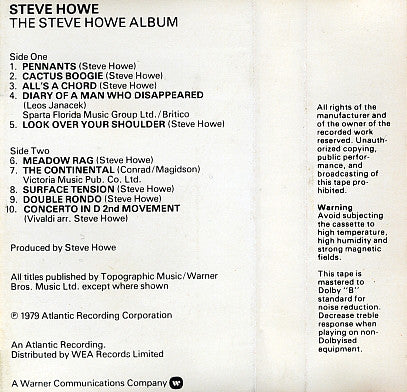 STEVE HOWE
THE STEVE HOWE ALBUM
Side One
1. PENNANTS (Steve Howe)
2. CACTUS BOOGIE (Steve Howe)
3. ALL'S A CHORD (Steve Howe)
4. DIARY OF A MAN WHO DISAPPEARED
(Leos Janacek)
Sparta Florida Music Group Ltd./Britico
5. LOOK OVER YOUR SHOULDER (Steve Howe)
Side Two
6. MEADOW RAG (Steve Howe)
7. THE CONTINENTAL (Conrad/Magidson)
Victoria Music Pub. Co. Ltd.
8. SURFACE TENSION (Steve Howe)
9. DOUBLE RONDO (Steve Howe)
10. CONCERTO IN D 2nd MOVEMENT
(Vivaldi arr. Steve Howe)
Produced by Steve Howe
All titles published by Topographic Music/Warner
Bros. Music Ltd. except where shown
℗ 1979 Atlantic Recording Corporation
An Atlantic Recording.
Distributed by WEA Records Limited
A Warner Communications Company
All rights of the
manufacturer and
of the owner of the
recorded work
reserved. Unauth-
orized copying,
public perfor-
mance, and
broadcasting of
this tape pro-
hibited.
Warning
Avoid subjecting
the cassette to
high temperature,
high humidity and
strong magnetic
fields.
This tape is
mastered to
Dolby "B"
standard for
noise reduction.
Decrease treble
response when
playing on non-
Dolbyised
equipment.